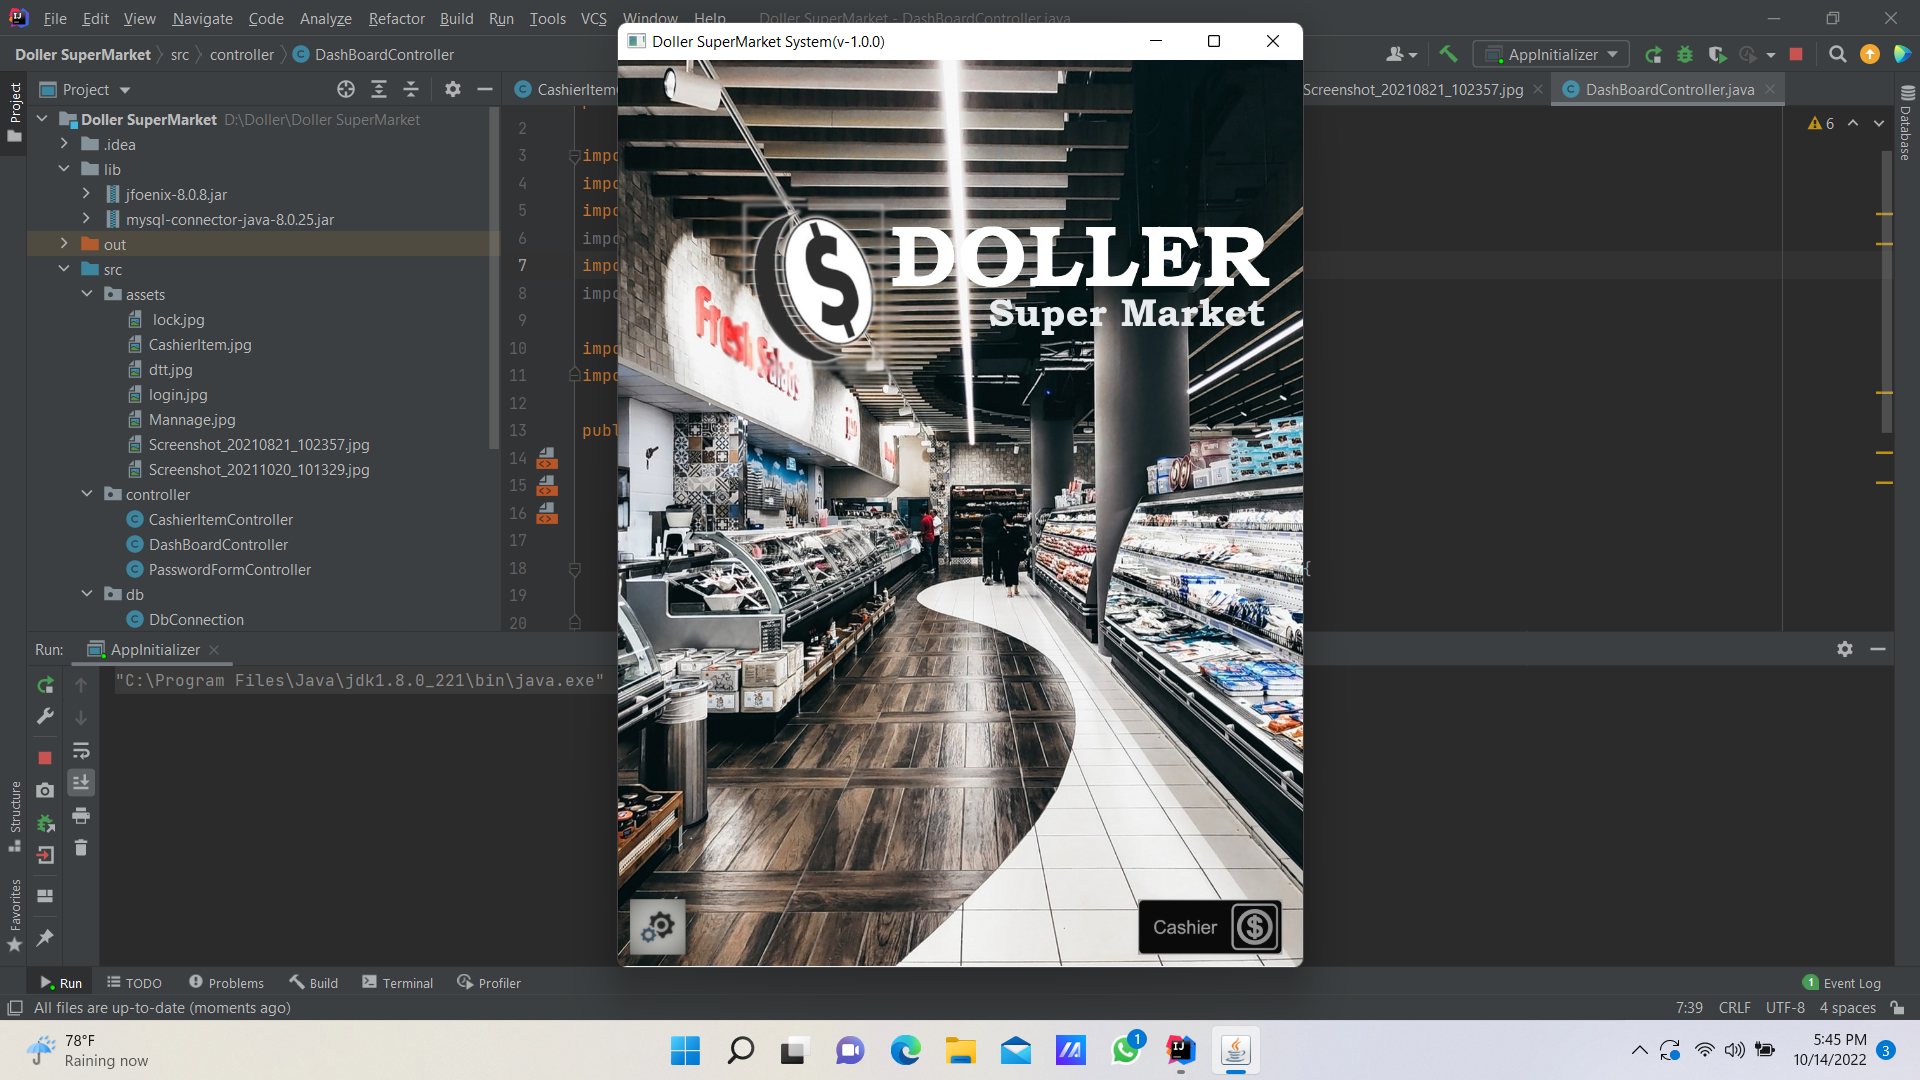 File Edit View Navigate Code Analyze Refactor Build Run Tools VCS Window Help Doller SuperMarket - DashBoardController.java
Doller SuperMarket src controller DashBoardController
AppInitializer
Project
Doller SuperMarket D:\Doller\Doller SuperMarket
.idea
lib
jfoenix-8.0.8.jar
mysql-connector-java-8.0.25.jar
out
src
assets
lock.jpg
CashierItem.jpg
dtt.jpg
login.jpg
Mannage.jpg
Screenshot_20210821_102357.jpg
Screenshot_20211020_101329.jpg
controller
CashierItemController
DashBoardController
PasswordFormController
db
DbConnection
Project
Structure
Favorites
CashierItem
Screenshot_20210821_102357.jpg
DashBoardController.java
6
Database
2
3 impo
4 impo
5 impo
6 impo
7 impo
8 impo
9
10 impo
11 impo
12
13 publ
14
15
16
17
18 {
19
20
Doller SuperMarket System(v-1.0.0)
$ DOLLER
Super Market
Fresh Salads
Cashier $
Run: AppInitializer
"C:\Program Files\Java\jdk1.8.0_221\bin\java.exe"
Run TODO Problems Build Terminal Profiler
1 Event Log
All files are up-to-date (moments ago)
7:39 CRLF UTF-8 4 spaces
78°F
Raining now
1
IJ
5:45 PM
10/14/2022
3